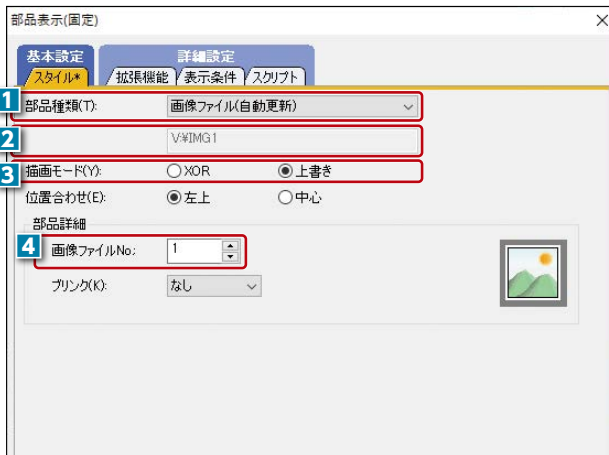 部品表示(固定)
基本設定 詳細設定
スタイル* 拡張機能 表示条件 スクリプト
1 部品種類(T): 画像ファイル(自動更新)
2 V:¥IMG1
3 描画モード(Y): XOR 上書き
位置合わせ(E): 左上 中心
部品詳細
4 画像ファイルNo: 1
ブリンク(K): なし